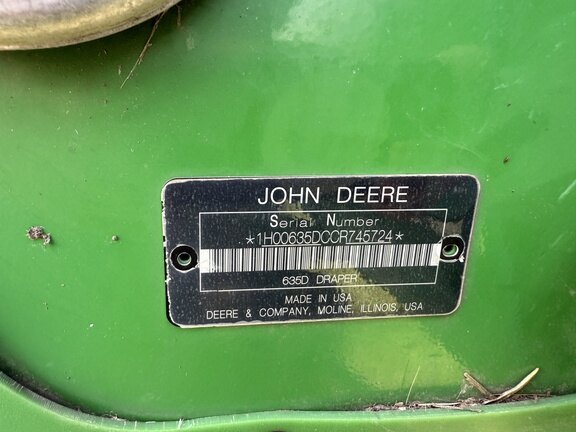 JOHN DEERE
Serial Number
*1H00635DCCR745724*
635D DRAPER
MADE IN USA
DEERE & COMPANY, MOLINE, ILLINOIS, USA